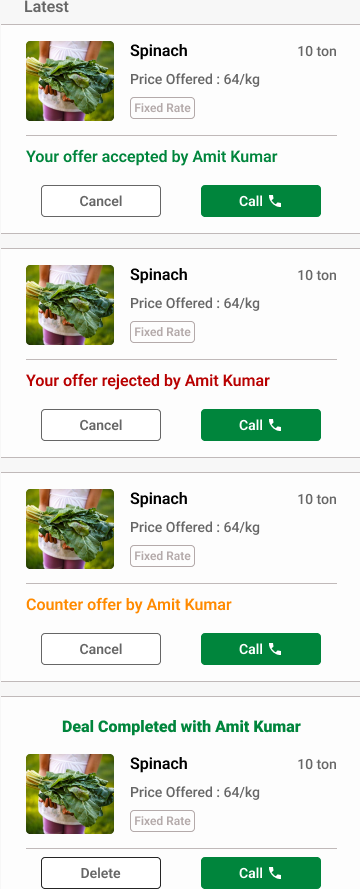 Latest
Spinach 10 ton
Price Offered : 64/kg
Fixed Rate
Your offer accepted by Amit Kumar
Cancel Call
Spinach 10 ton
Price Offered : 64/kg
Fixed Rate
Your offer rejected by Amit Kumar
Cancel Call
Spinach 10 ton
Price Offered : 64/kg
Fixed Rate
Counter offer by Amit Kumar
Cancel Call
Deal Completed with Amit Kumar
Spinach 10 ton
Price Offered : 64/kg
Fixed Rate
Delete Call